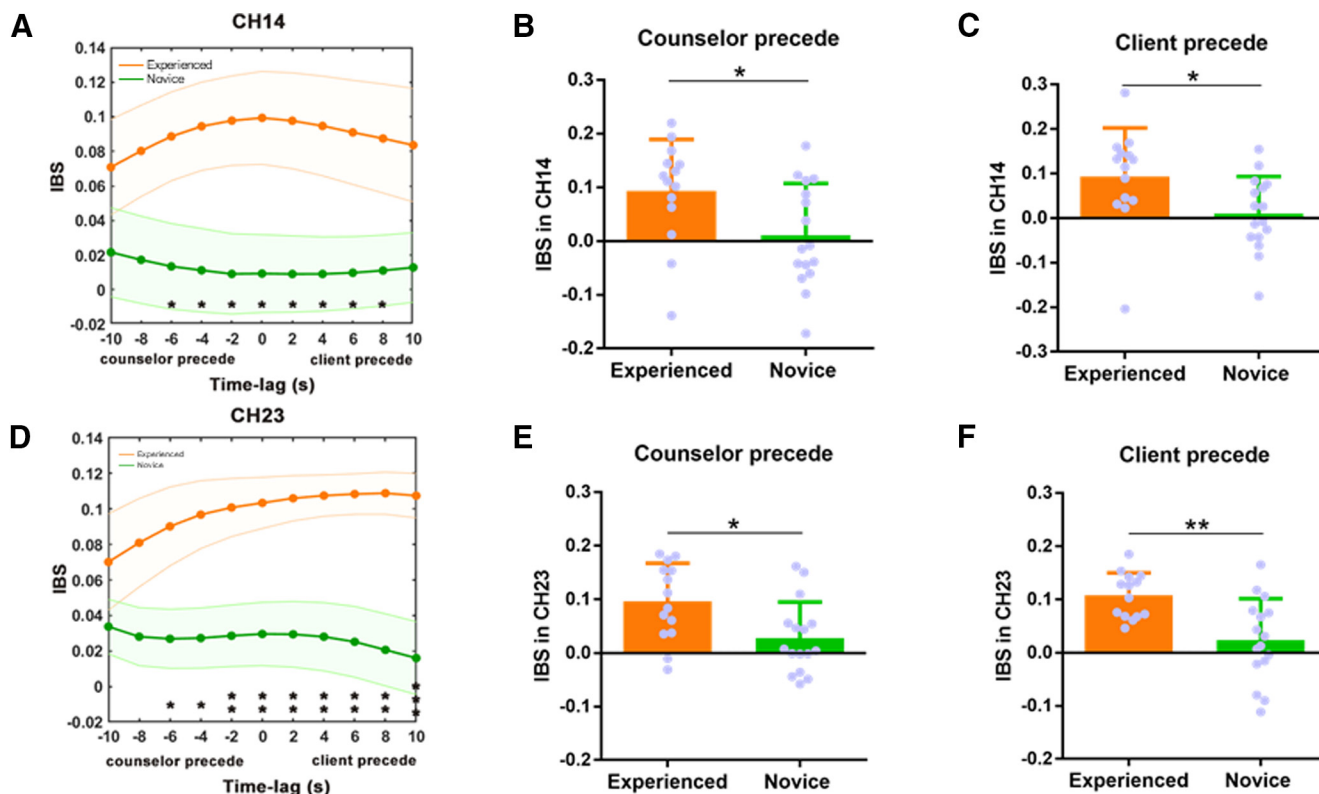 A
CH14
0.14
0.12
0.1
0.08
0.06
0.04
0.02
0
-0.02
IBS
Experienced
Novice
* * * * * * * *
-10 -8 -6 -4 -2 0 2 4 6 8 10
counselor precede client precede
Time-lag (s)
B
Counselor precede
*
0.3
0.2
0.1
0.0
-0.1
-0.2
IBS in CH14
Experienced Novice
C
Client precede
*
0.3
0.2
0.1
0.0
-0.1
-0.2
-0.3
IBS in CH14
Experienced Novice
D
CH23
0.14
0.12
0.1
0.08
0.06
0.04
0.02
0
-0.02
IBS
Experienced
Novice
* * ** ** ** ** ** ** ***
-10 -8 -6 -4 -2 0 2 4 6 8 10
counselor precede client precede
Time-lag (s)
E
Counselor precede
*
0.3
0.2
0.1
0.0
-0.1
-0.2
IBS in CH23
Experienced Novice
F
Client precede
**
0.3
0.2
0.1
0.0
-0.1
-0.2
IBS in CH23
Experienced Novice